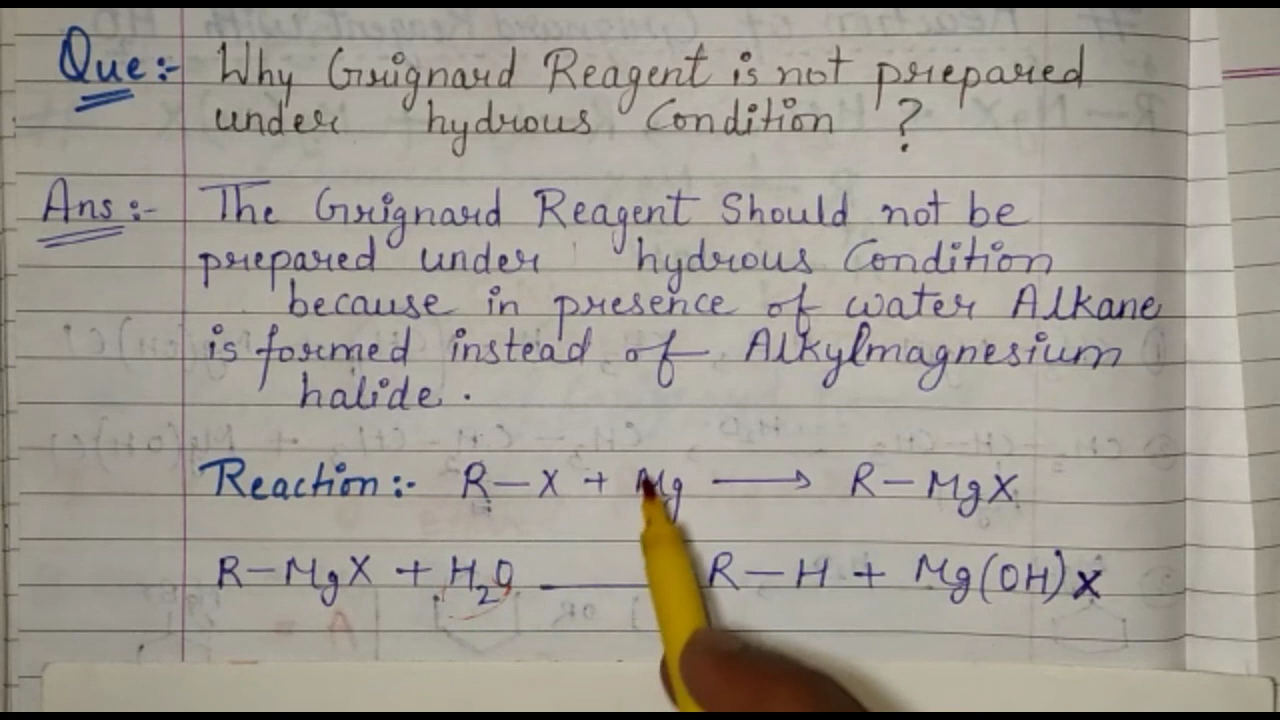 Que:- Why Grignard Reagent is not prepared
under hydrous Condition ?
Ans:- The Grignard Reagent Should not be
prepared under hydrous Condition
because in presence of water Alkane
is formed instead of Alkylmagnesium
halide.
Reaction:- R-X + Mg ⟶ R-MgX
R-MgX + H₂O ⟶ R-H + Mg(OH)X